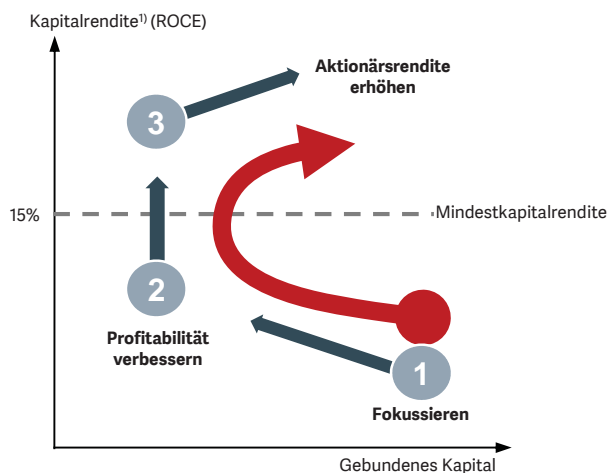 Kapitalrendite¹⁾ (ROCE)
Aktionärsrendite
erhöhen
3
15%
Mindestkapitalrendite
2
Profitabilität
verbessern
1
Fokussieren
Gebundenes Kapital